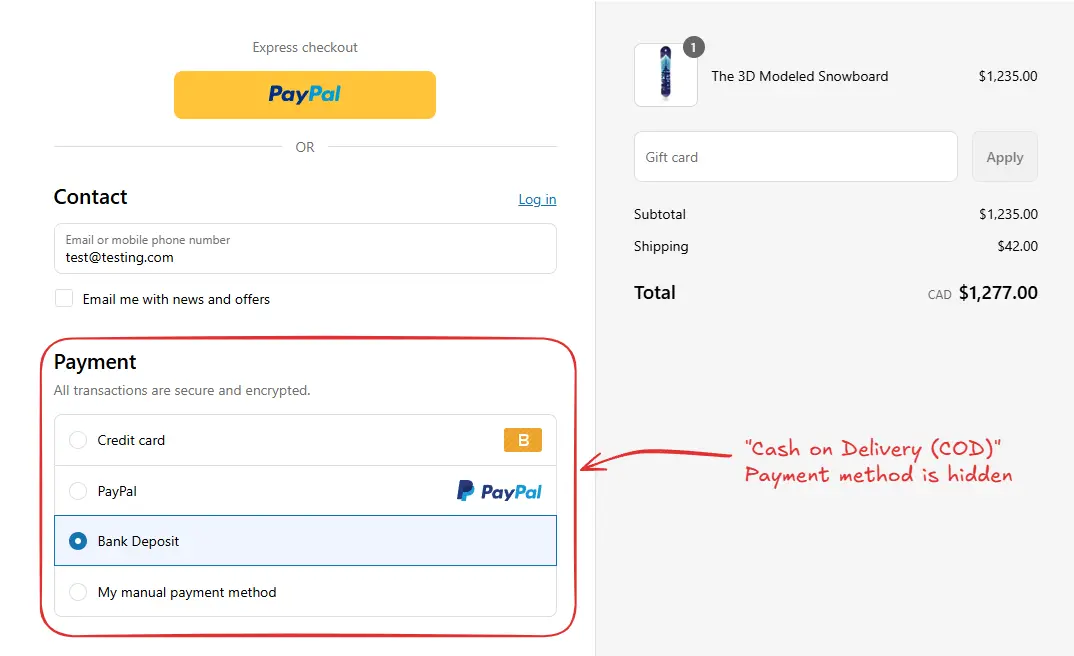 Express checkout
PayPal
OR
Contact
Log in
Email or mobile phone number
test@testing.com
Email me with news and offers
Payment
All transactions are secure and encrypted.
Credit card B
PayPal PayPal
Bank Deposit
My manual payment method
1
The 3D Modeled Snowboard $1,235.00
Gift card Apply
Subtotal $1,235.00
Shipping $42.00
Total CAD $1,277.00
"Cash on Delivery (COD)"
Payment method is hidden